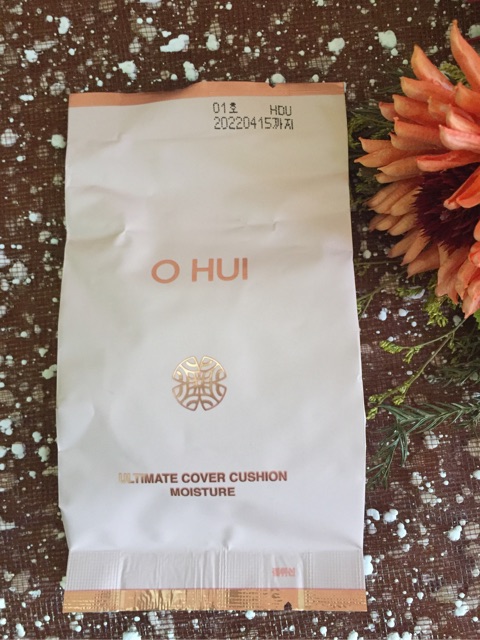 01호 HDU
20220415까지
O HUI
ULTIMATE COVER CUSHION
MOISTURE